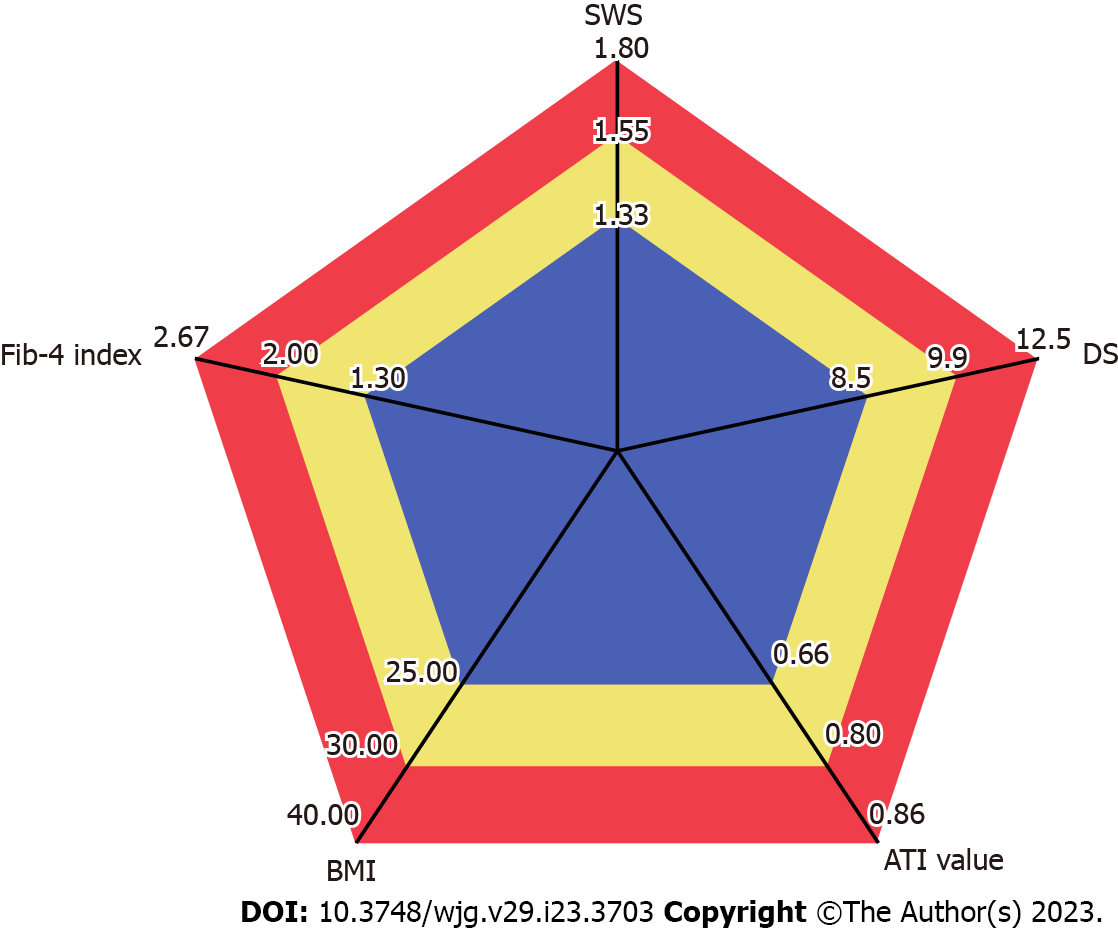 SWS
1.80
1.55
1.33
2.67
12.5
Fib-4 index
2.00
9.9
DS
1.30
8.5
25.00
0.66
30.00
0.80
40.00
0.86
BMI
ATI value
DOI: 10.3748/wjg.v29.i23.3703 Copyright ©The Author(s) 2023.